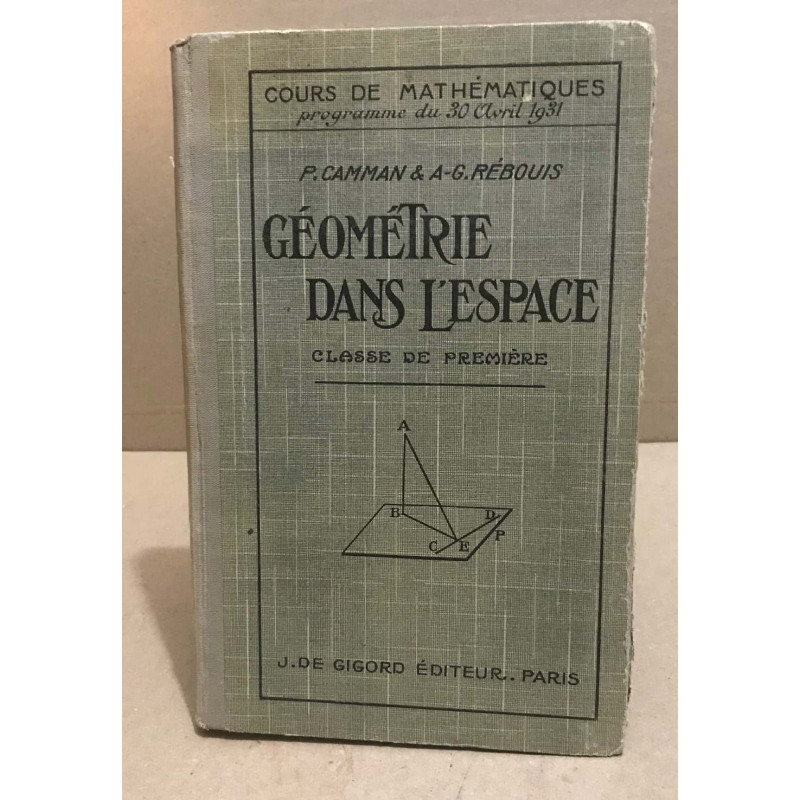 COURS DE MATHÉMATIQUES
programme du 30 Avril 1931
P. CAMMAN & A-G. RÉBOUIS
GÉOMÉTRIE
DANS L'ESPACE
CLASSE DE PREMIÈRE
A
B
D
P
C
E
J. DE GIGORD ÉDITEUR.. PARIS